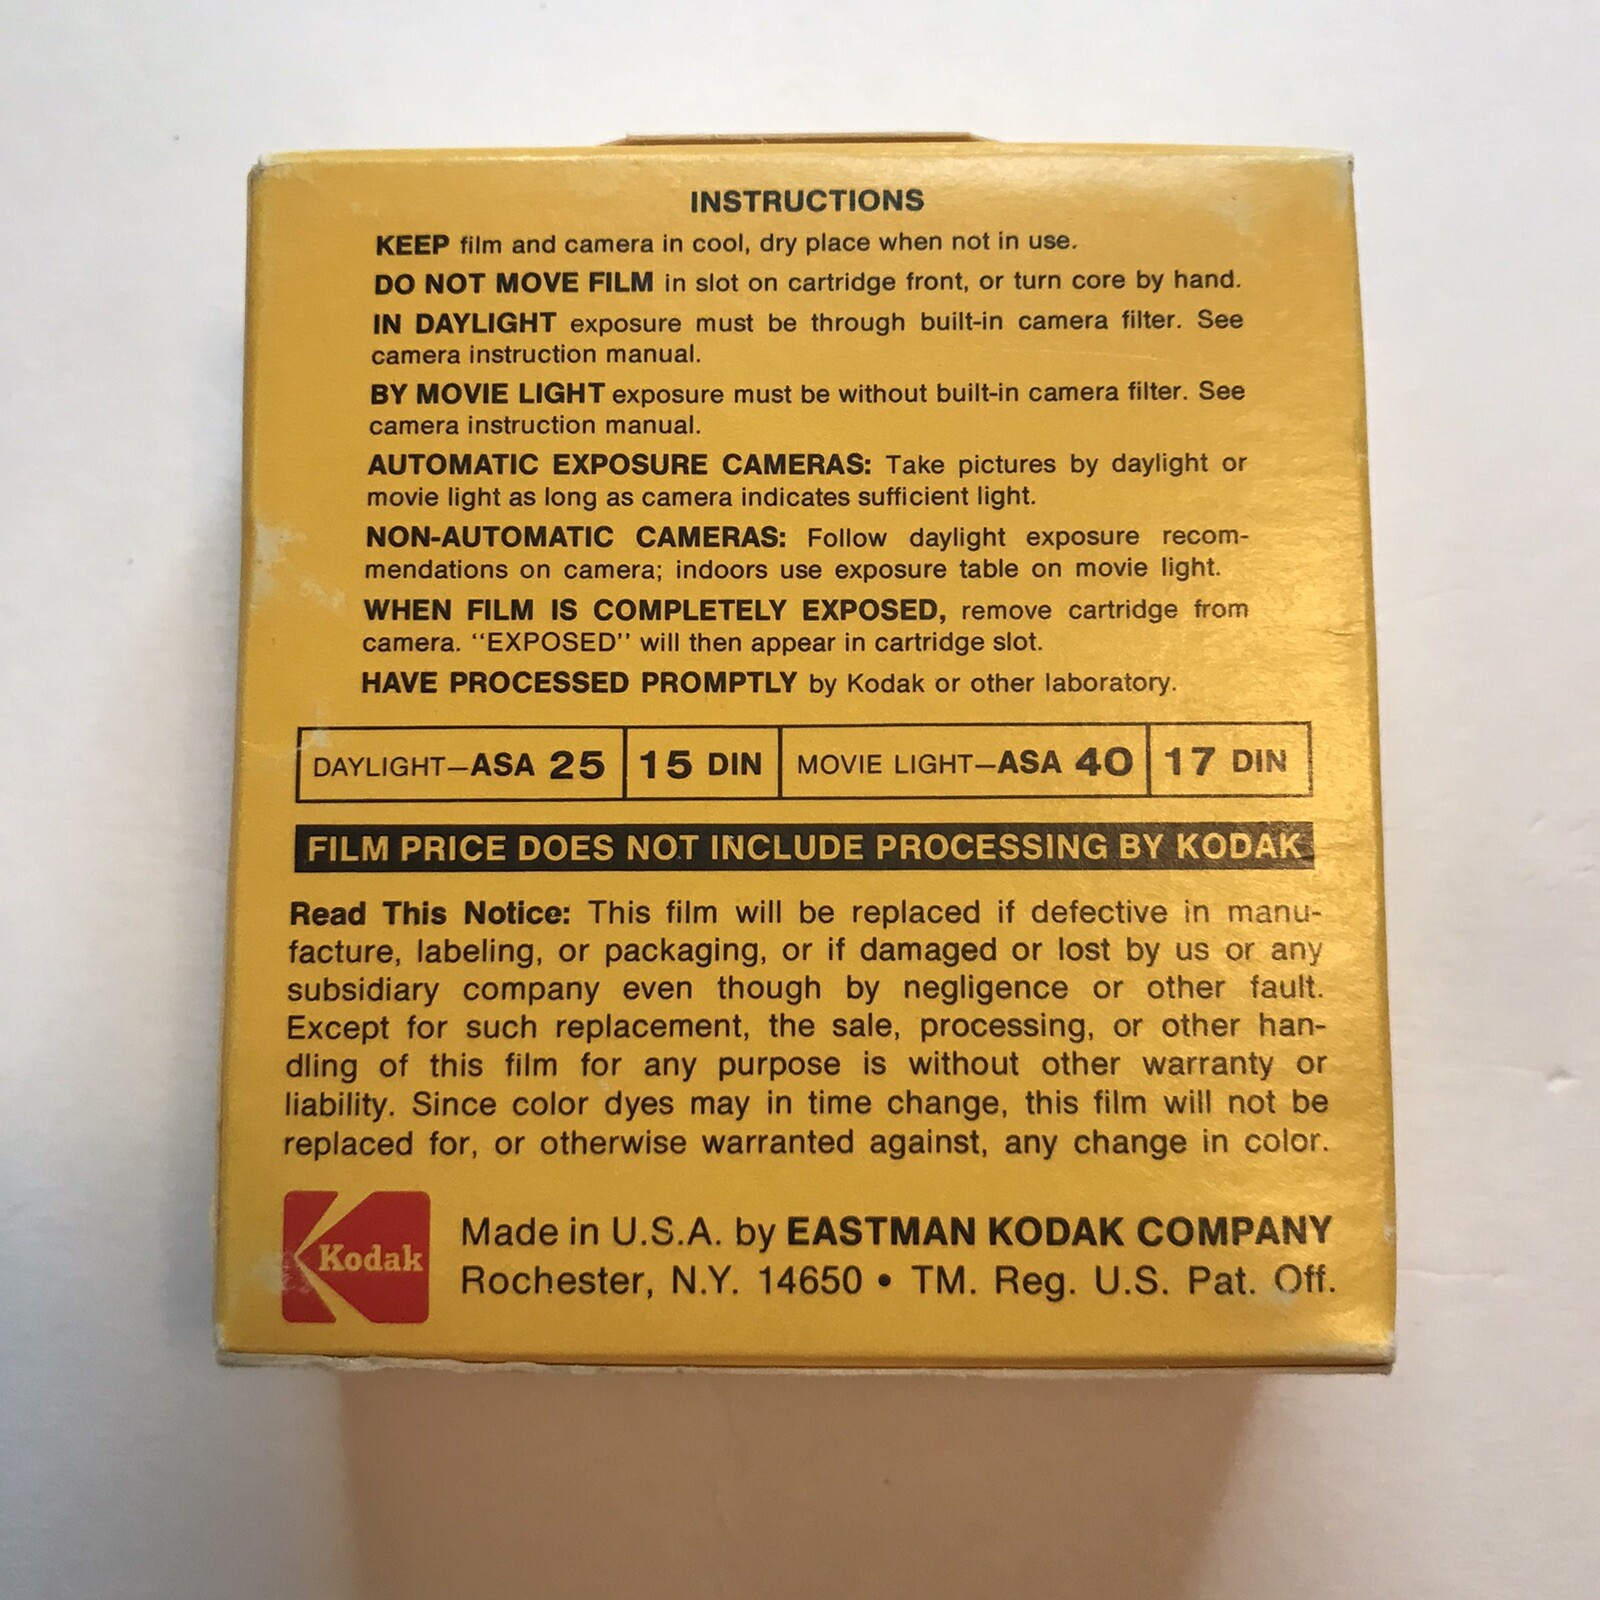 INSTRUCTIONS
KEEP film and camera in cool, dry place when not in use.
DO NOT MOVE FILM in slot on cartridge front, or turn core by hand.
IN DAYLIGHT exposure must be through built-in camera filter. See
camera instruction manual.
BY MOVIE LIGHT exposure must be without built-in camera filter. See
camera instruction manual.
AUTOMATIC EXPOSURE CAMERAS: Take pictures by daylight or
movie light as long as camera indicates sufficient light.
NON-AUTOMATIC CAMERAS: Follow daylight exposure recom-
mendations on camera; indoors use exposure table on movie light.
WHEN FILM IS COMPLETELY EXPOSED, remove cartridge from
camera. "EXPOSED" will then appear in cartridge slot.
HAVE PROCESSED PROMPTLY by Kodak or other laboratory.
DAYLIGHT—ASA 25 15 DIN MOVIE LIGHT—ASA 40 17 DIN
FILM PRICE DOES NOT INCLUDE PROCESSING BY KODAK
Read This Notice: This film will be replaced if defective in manu-
facture, labeling, or packaging, or if damaged or lost by us or any
subsidiary company even though by negligence or other fault.
Except for such replacement, the sale, processing, or other han-
dling of this film for any purpose is without other warranty or
liability. Since color dyes may in time change, this film will not be
replaced for, or otherwise warranted against, any change in color.
Kodak
Made in U.S.A. by EASTMAN KODAK COMPANY
Rochester, N.Y. 14650 • TM. Reg. U.S. Pat. Off.